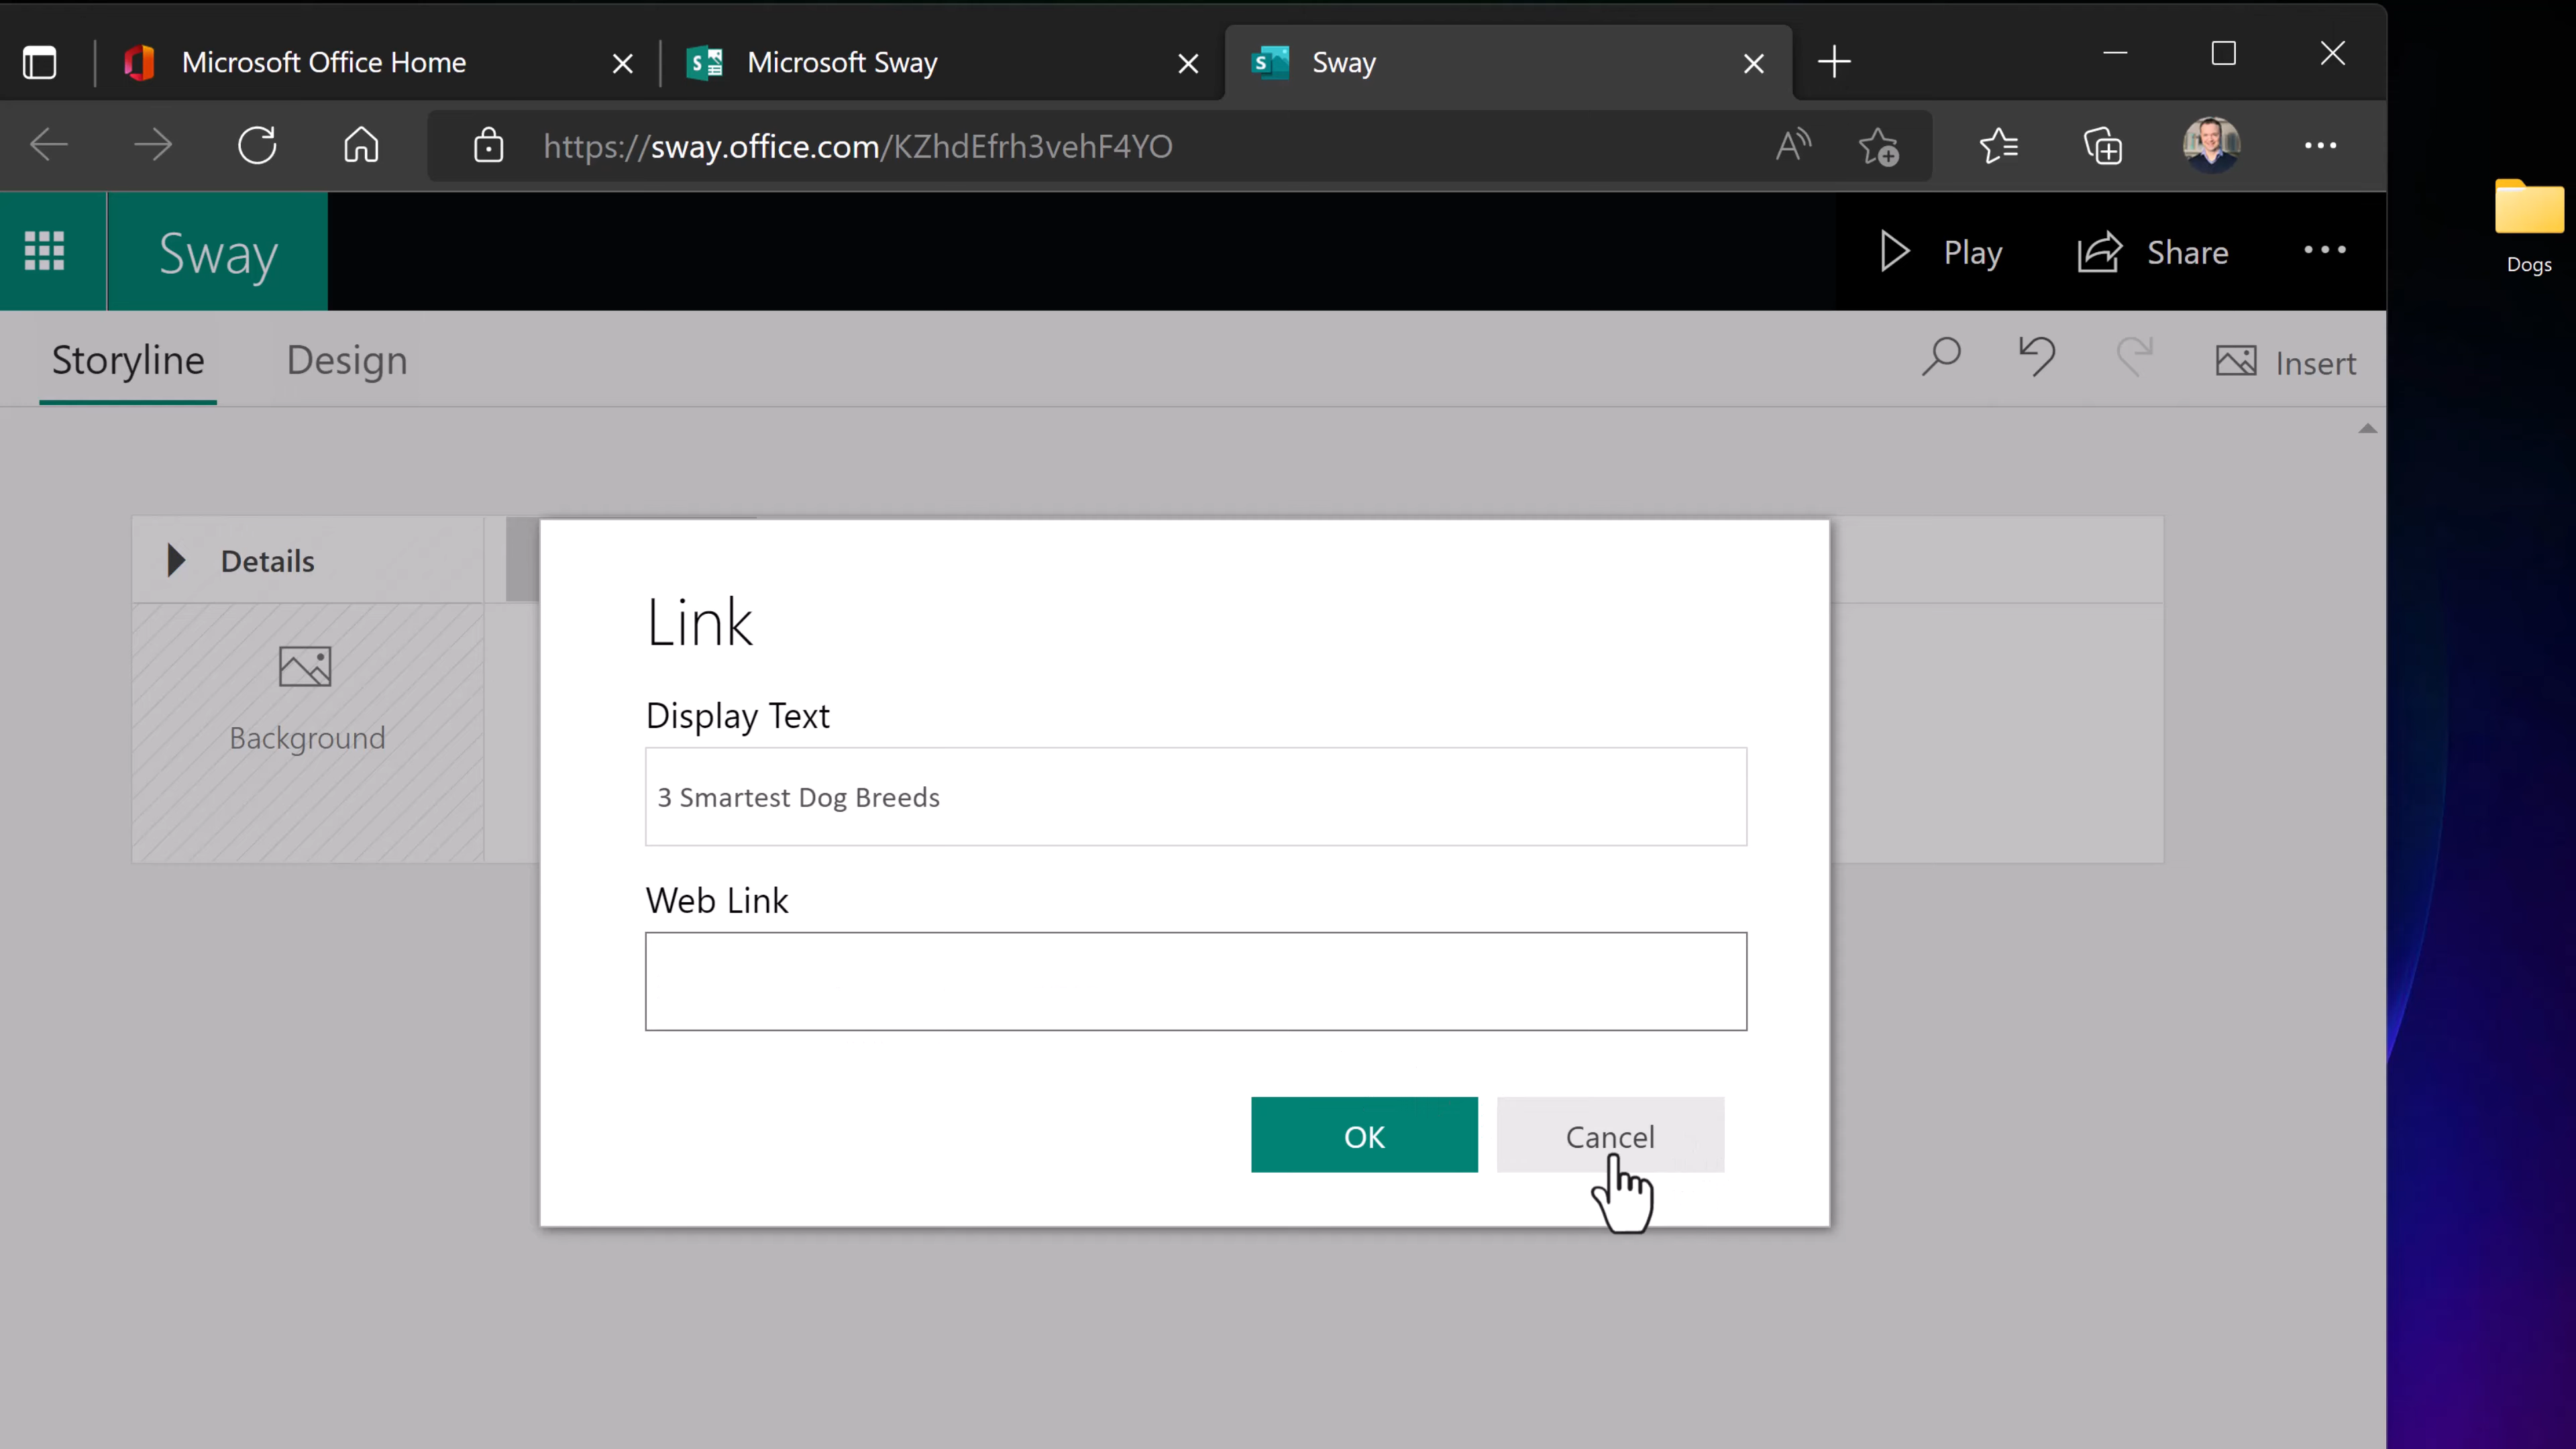 Microsoft Office Home
Microsoft Sway
Sway
https://sway.office.com/KZhdEfrh3vehF4YO
Sway
Play
Share
Dogs
Storyline
Design
Insert
Details
Background
Link
Display Text
3 Smartest Dog Breeds
Web Link
OK
Cancel